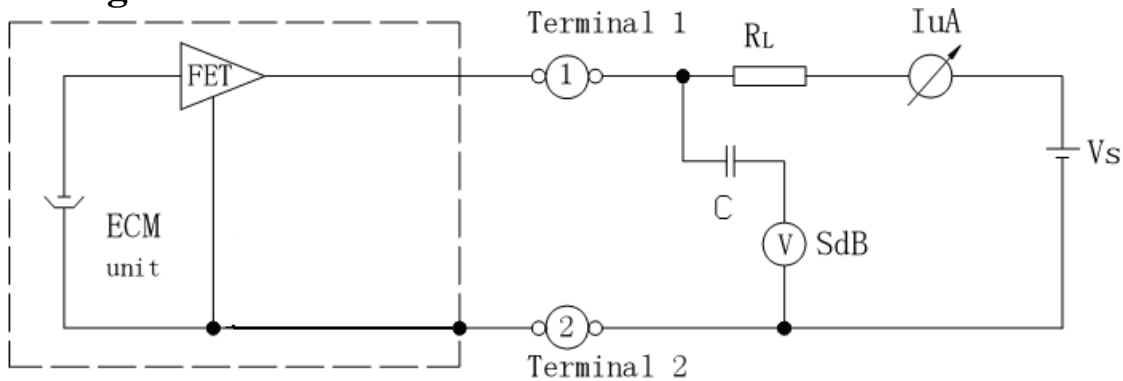 Terminal 1
RL
IuA
FET
1
Vs
C
ECM
unit
V
SdB
2
Terminal 2